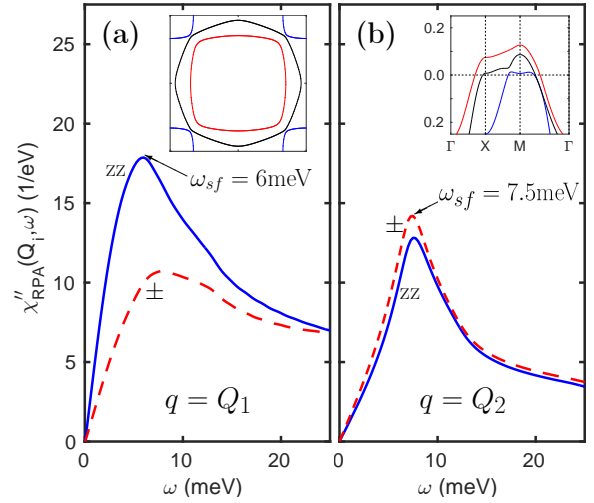 (a)
(b)
25
20
15
10
5
0
χ''RPA(Qi,ω) (1/eV)
zz
ωsf = 6meV
±
q = Q1
0
10
20
ω (meV)
0.2
0.0
0.2
Γ
X
M
Γ
ωsf = 7.5meV
±
zz
q = Q2
0
10
20
ω (meV)